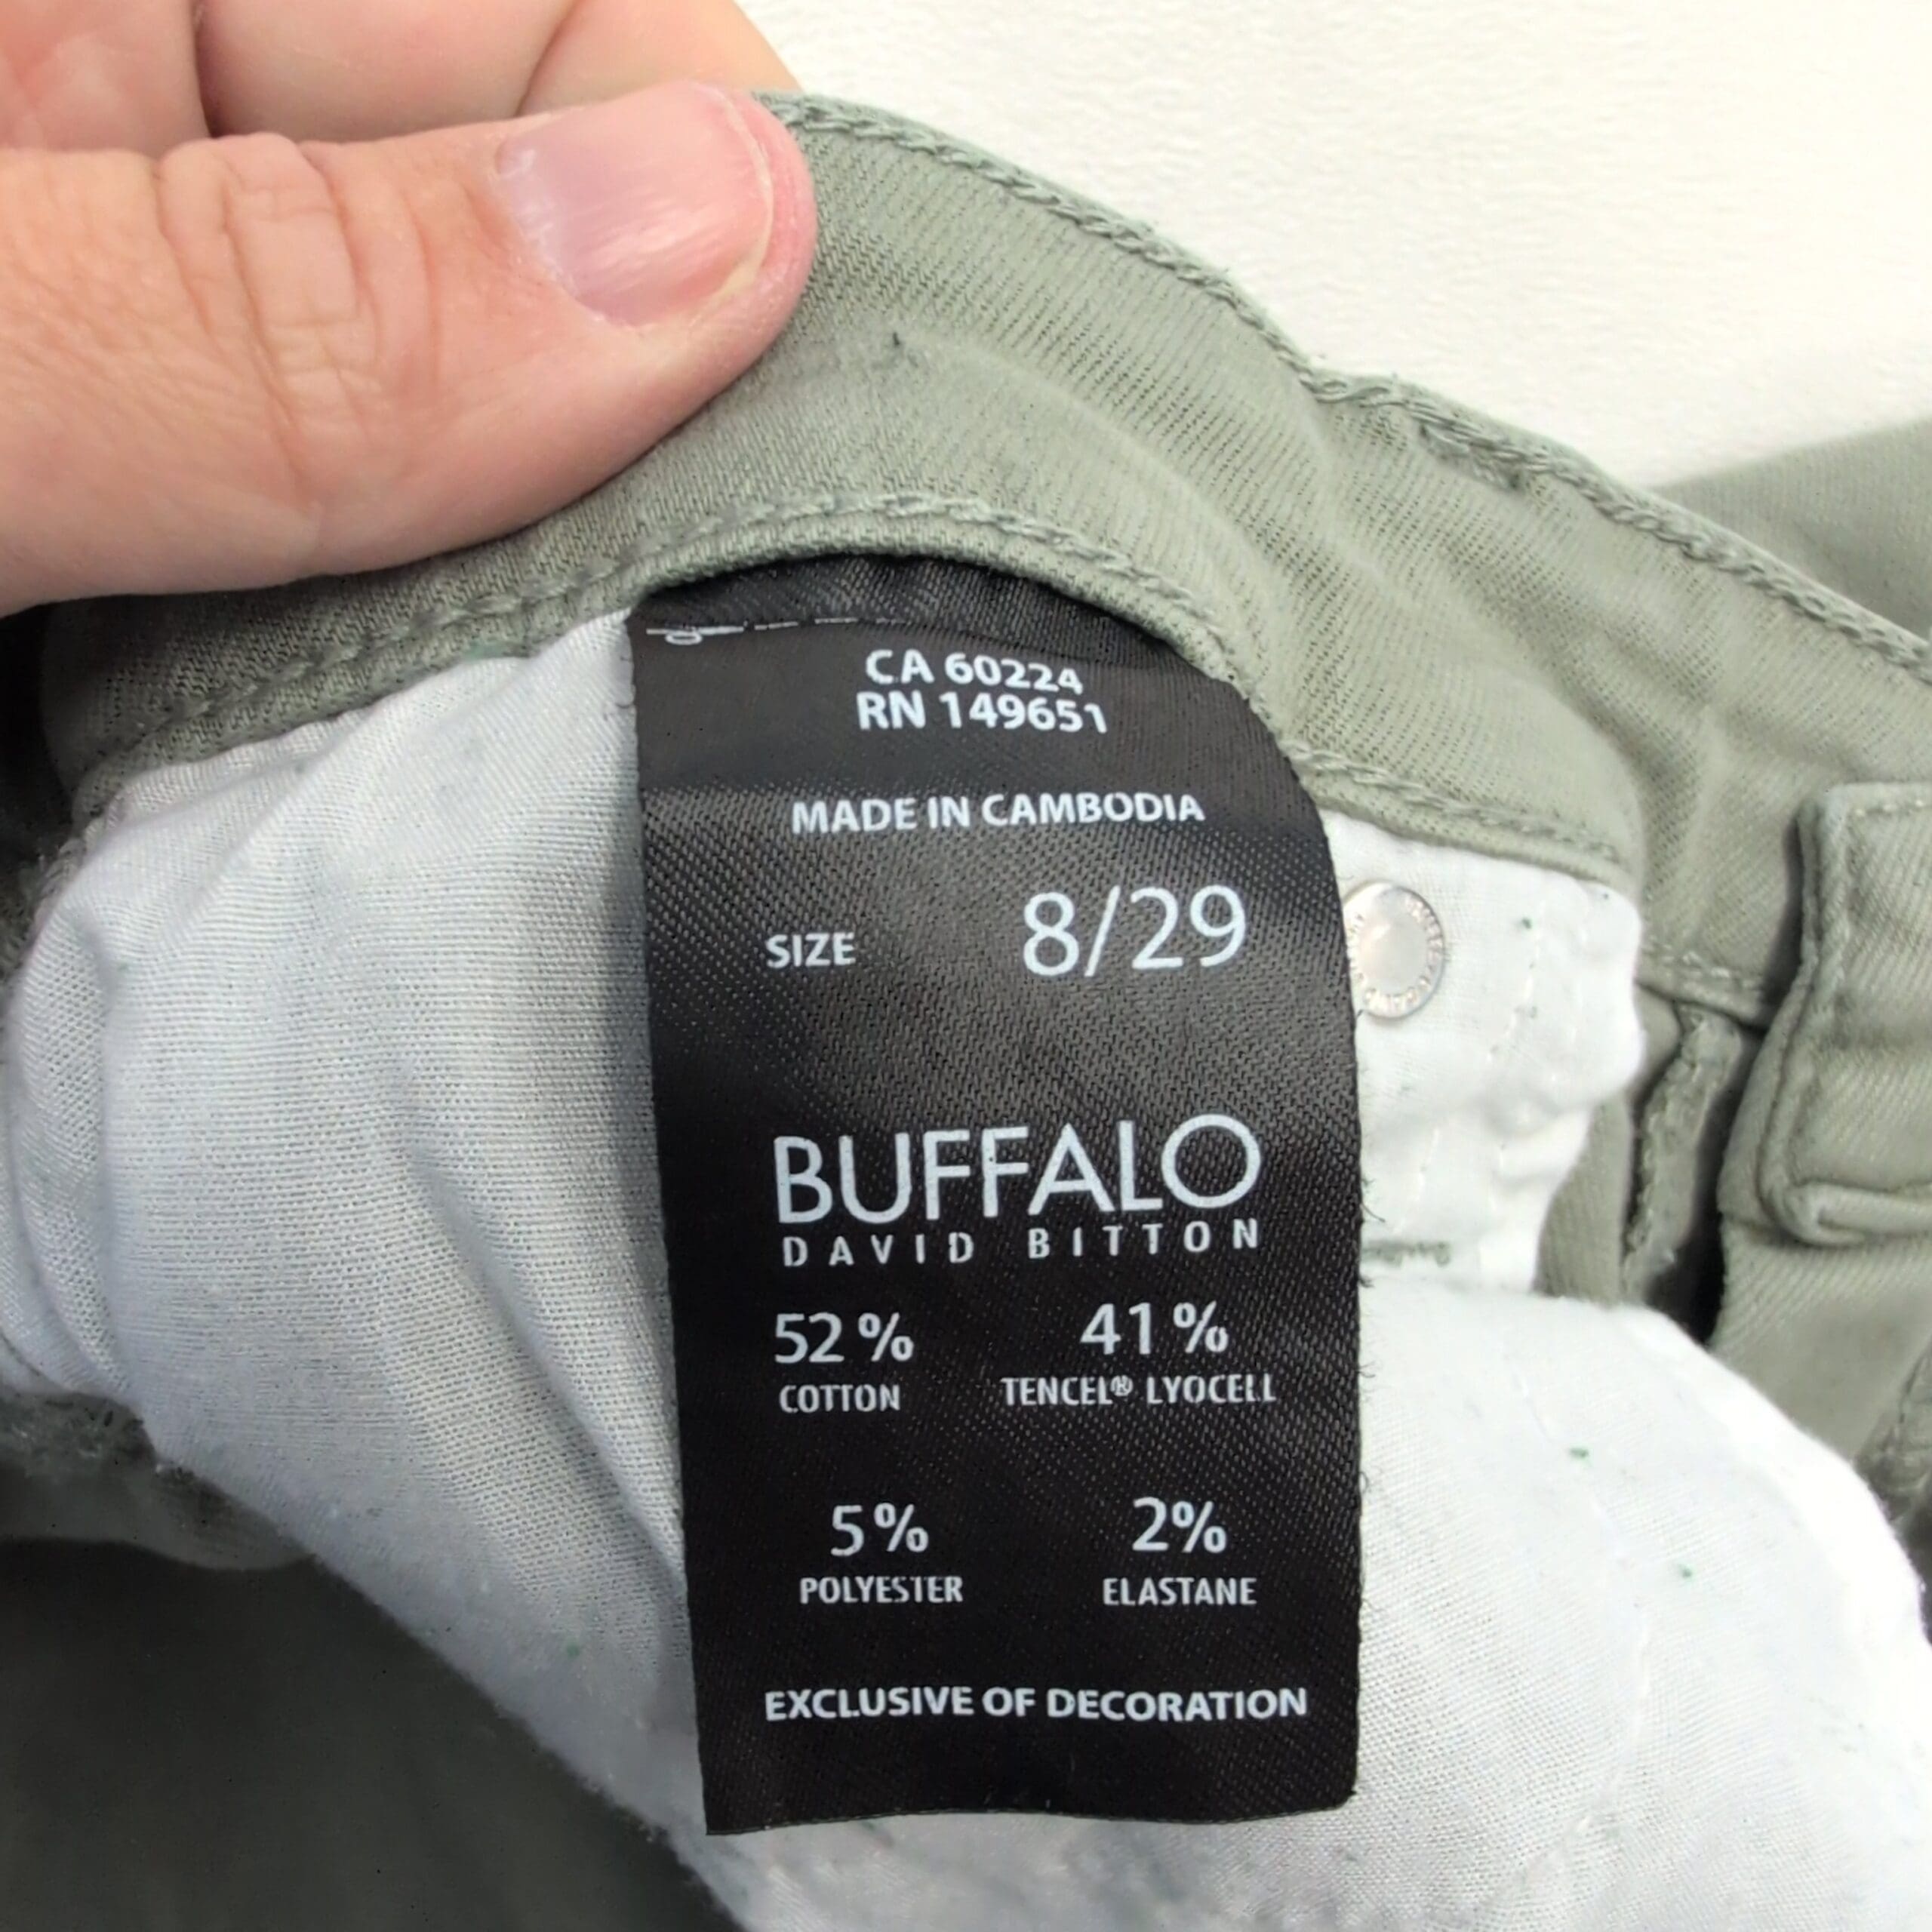 CA 60224
RN 149651
MADE IN CAMBODIA
SIZE 8/29
BUFFALO
DAVID BITTON
52% 41%
COTTON TENCEL® LYOCELL
5% 2%
POLYESTER ELASTANE
EXCLUSIVE OF DECORATION